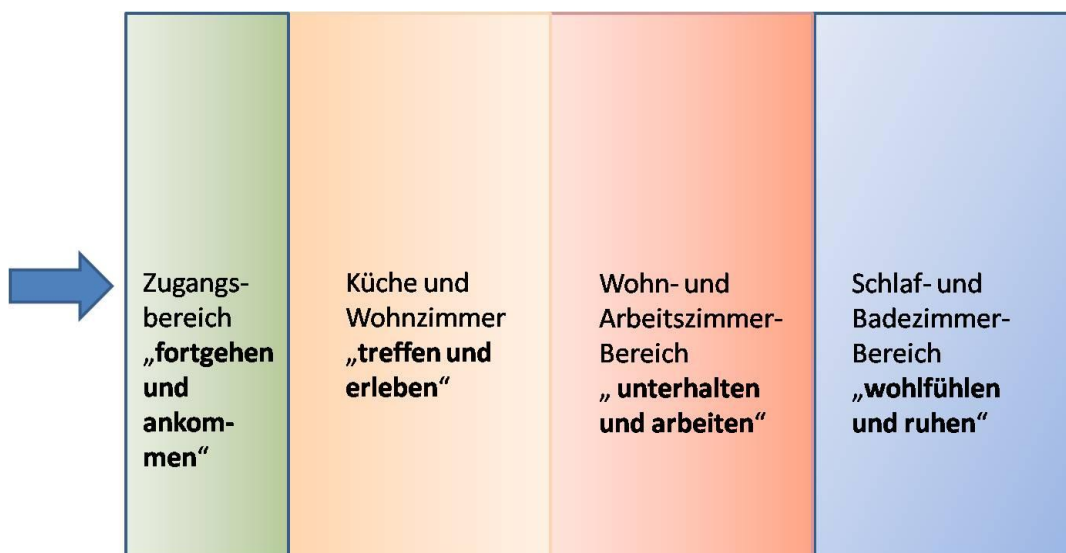 Zugangs-
bereich
„fortgehen
und
ankom-
men“
Küche und
Wohnzimmer
„treffen und
erleben“
Wohn- und
Arbeitszimmer-
Bereich
„ unterhalten
und arbeiten“
Schlaf- und
Badezimmer-
Bereich
„wohlfühlen
und ruhen“